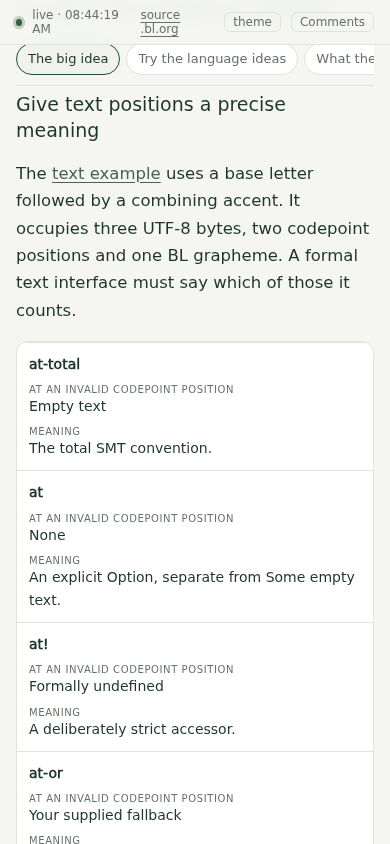 live · 08:44:19 AM
source .bl.org
theme
Comments
The big idea
Try the language ideas
What the
Give text positions a precise
meaning
The text example uses a base letter
followed by a combining accent. It
occupies three UTF-8 bytes, two codepoint
positions and one BL grapheme. A formal
text interface must say which of those it
counts.
at-total
AT AN INVALID CODEPOINT POSITION
Empty text
MEANING
The total SMT convention.
at
AT AN INVALID CODEPOINT POSITION
None
MEANING
An explicit Option, separate from Some empty
text.
at!
AT AN INVALID CODEPOINT POSITION
Formally undefined
MEANING
A deliberately strict accessor.
at-or
AT AN INVALID CODEPOINT POSITION
Your supplied fallback
MEANING